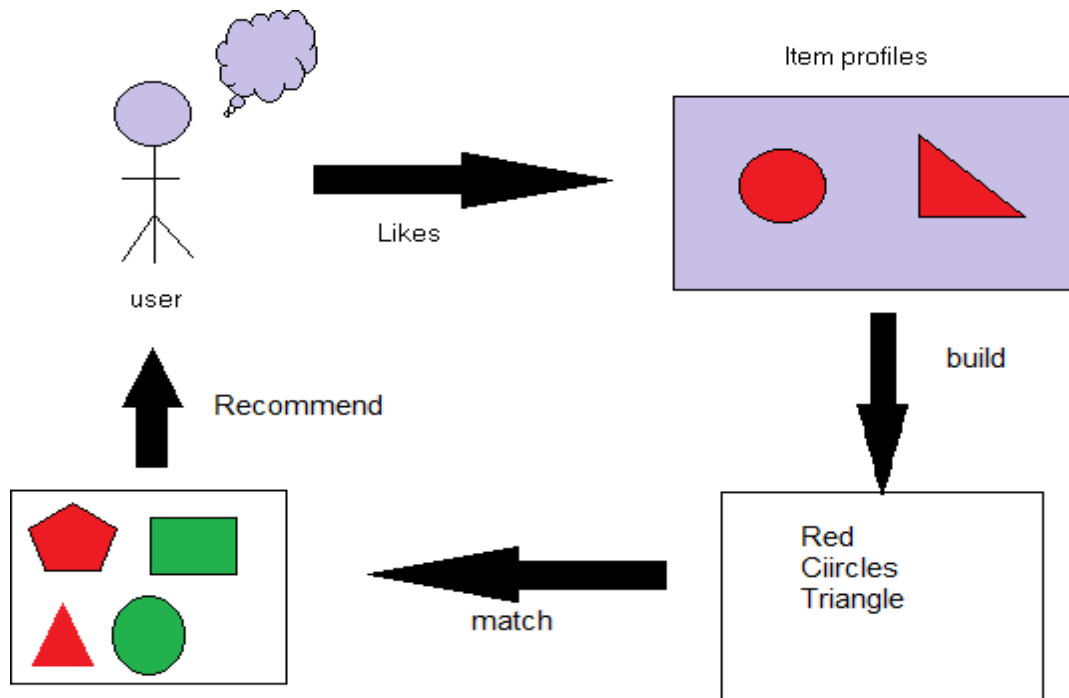 Item profiles
Likes
user
build
Recommend
Red
Ciircles
Triangle
match